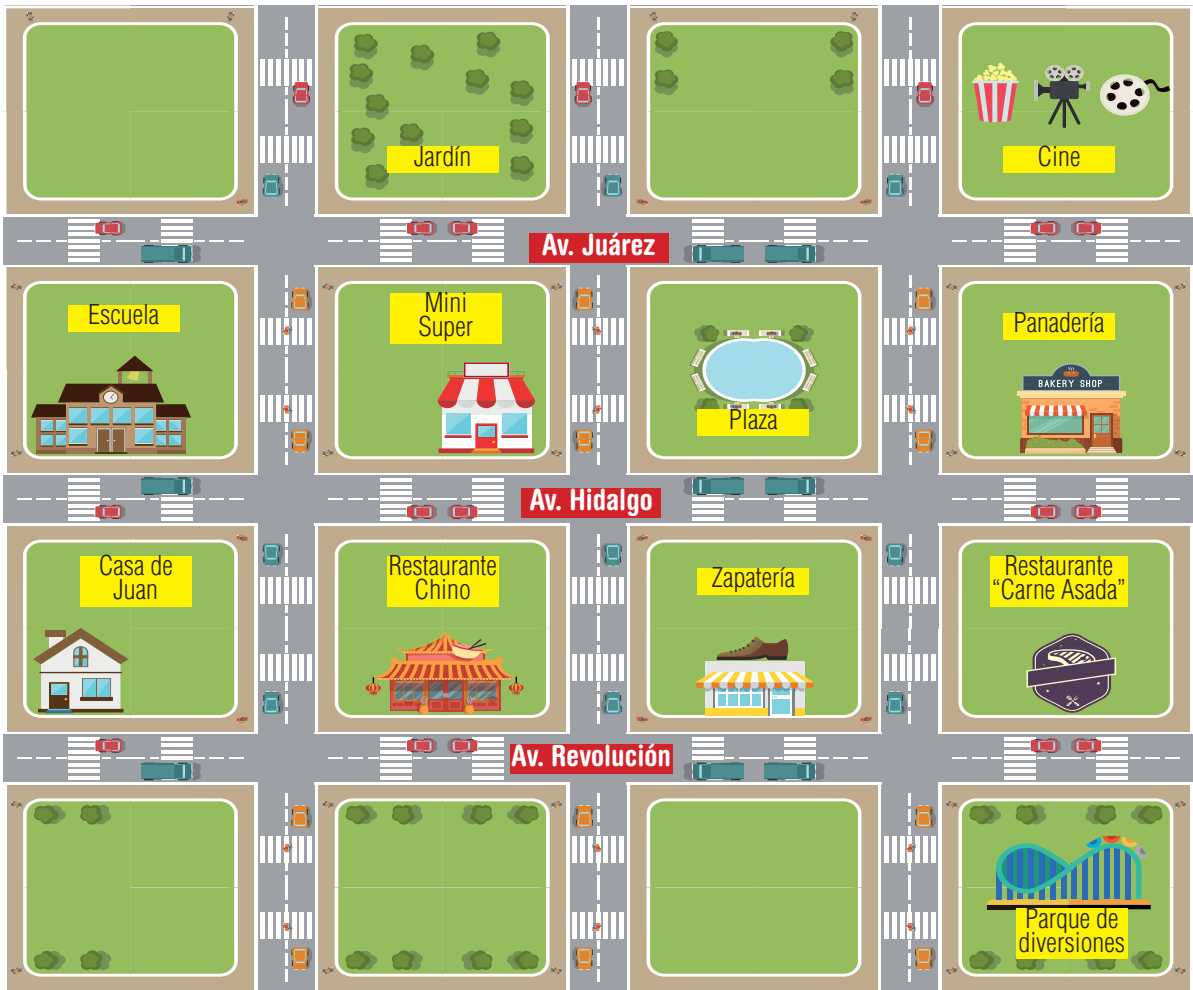 Jardín
Cine
Av. Juárez
Escuela
Mini
Super
Plaza
Panadería
BAKERY SHOP
Av. Hidalgo
Casa de
Juan
Restaurante
Chino
Zapatería
Restaurante
“Carne Asada”
Av. Revolución
Parque de
diversiones